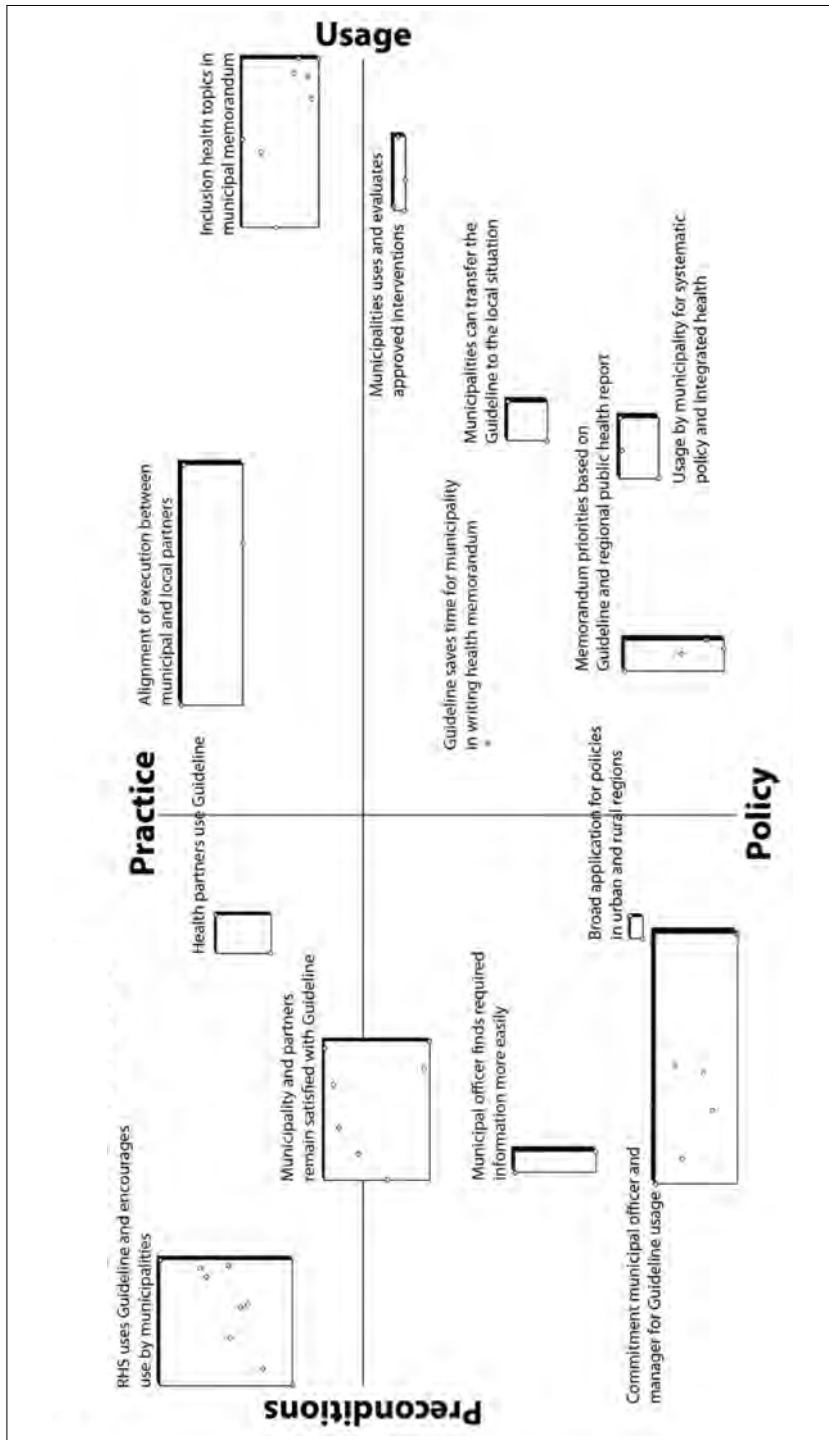 Usage
Inclusion health topics in
municipal memorandum
Municipalities uses and evaluates
approved interventions
Municipalities can transfer the
Guideline to the local situation
Usage by municipality for systematic
policy and integrated health
Alignment of execution between
municipal and local partners
Guideline saves time for municipality
in writing health memorandum
Memorandum priorities based on
Guideline and regional public health report
Practice
Policy
Health partners use Guideline
Broad application for policies
in urban and rural regions
Municipality and partners
remain satisfied with Guideline
Municipal officer finds required
information more easily
RHS uses Guideline and encourages
use by municipalities
Commitment municipal officer and
manager for Guideline usage
Preconditions